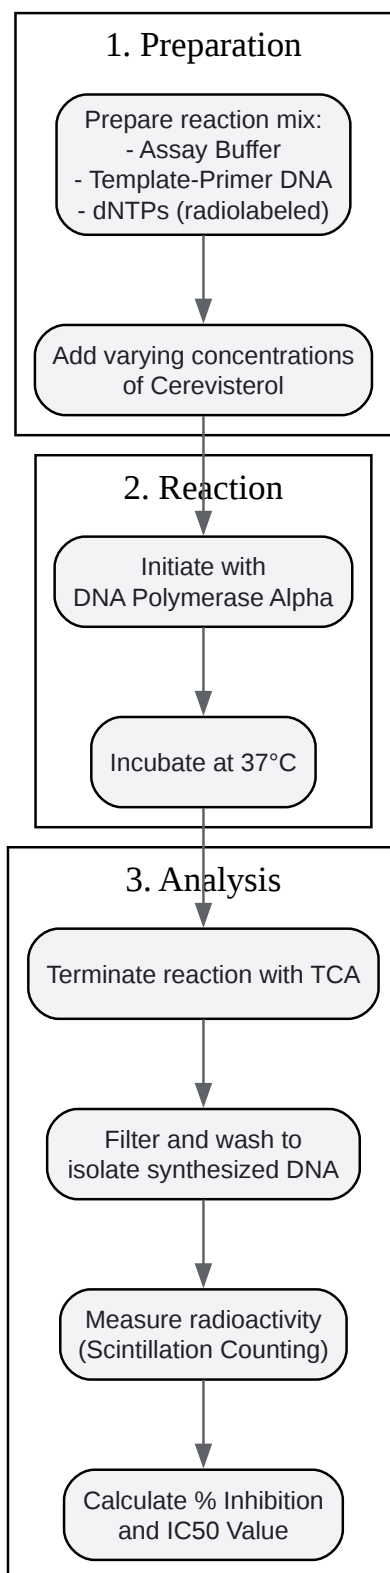 1. Preparation
Prepare reaction mix:
- Assay Buffer
- Template-Primer DNA
- dNTPs (radiolabeled)
Add varying concentrations
of Cerevisterol
2. Reaction
Initiate with
DNA Polymerase Alpha
Incubate at 37°C
3. Analysis
Terminate reaction with TCA
Filter and wash to
isolate synthesized DNA
Measure radioactivity
(Scintillation Counting)
Calculate % Inhibition
and IC50 Value